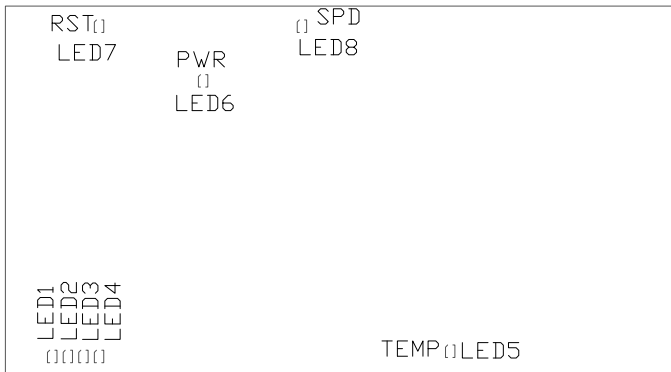 RST
SPD
LED7
LED8
PWR
LED6
LED1
LED2
LED3
LED4
TEMP LED5